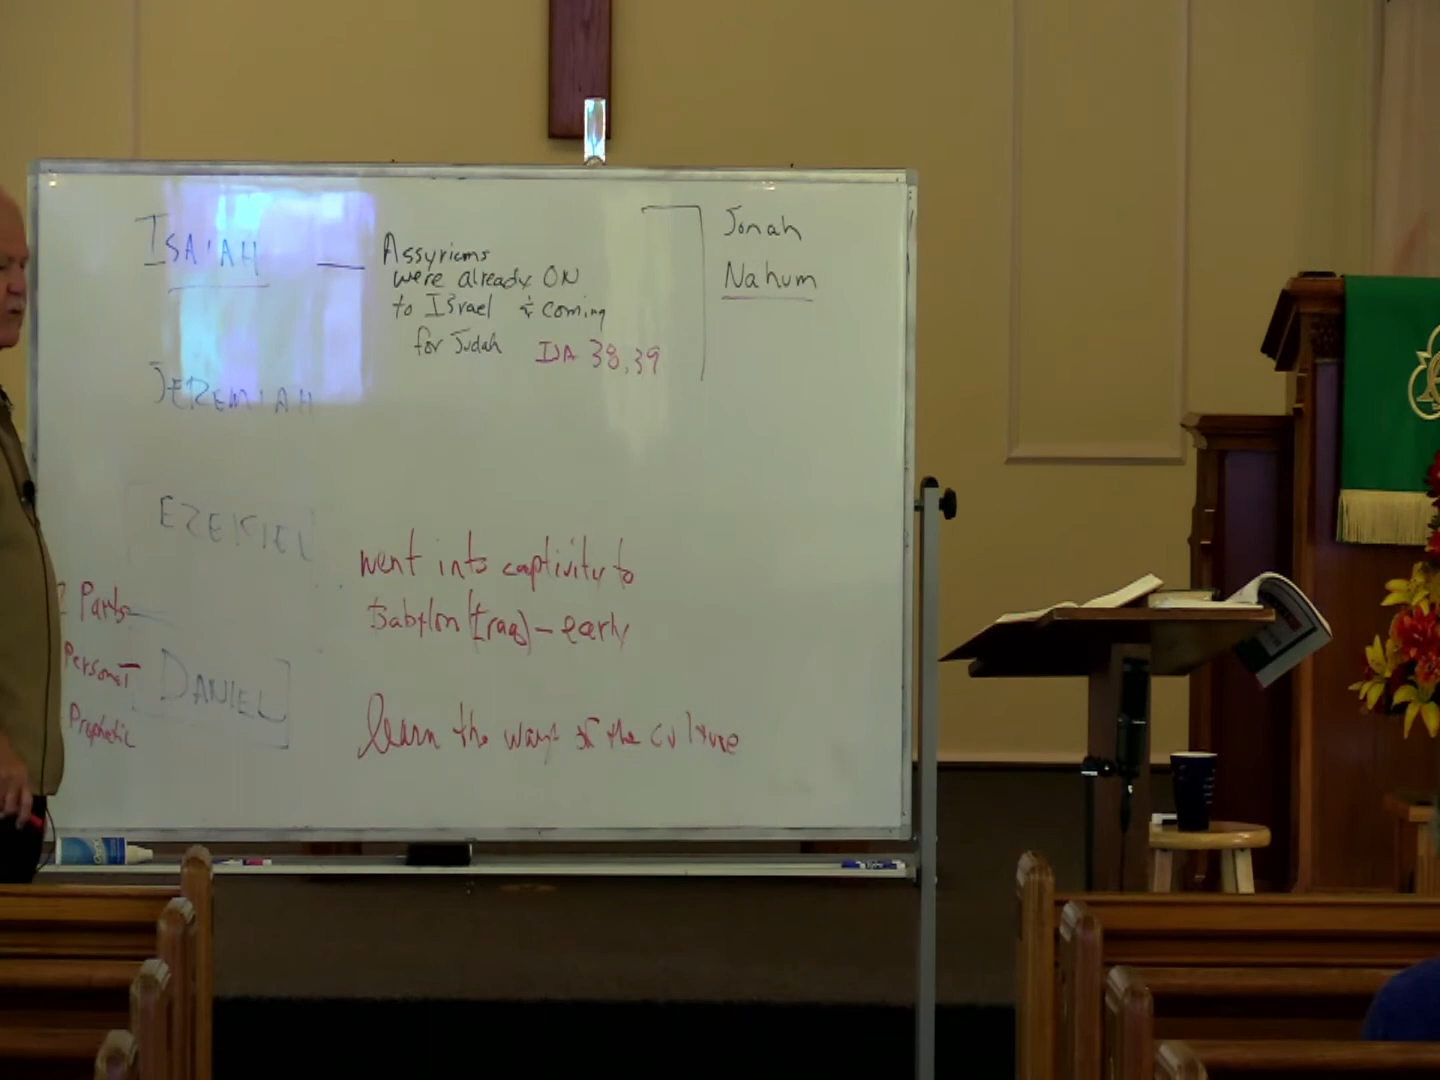 ISAIAH
Assyrians
were already ON
to Israel & coming
for Judah ISA 38,39
Jonah
Nahum
JEREMIAH
EZEKIEL
went into captivity to
Babylon (Iraq) - early
2 Parts
Personal
Prophetic
DANIEL
learn the ways of the culture